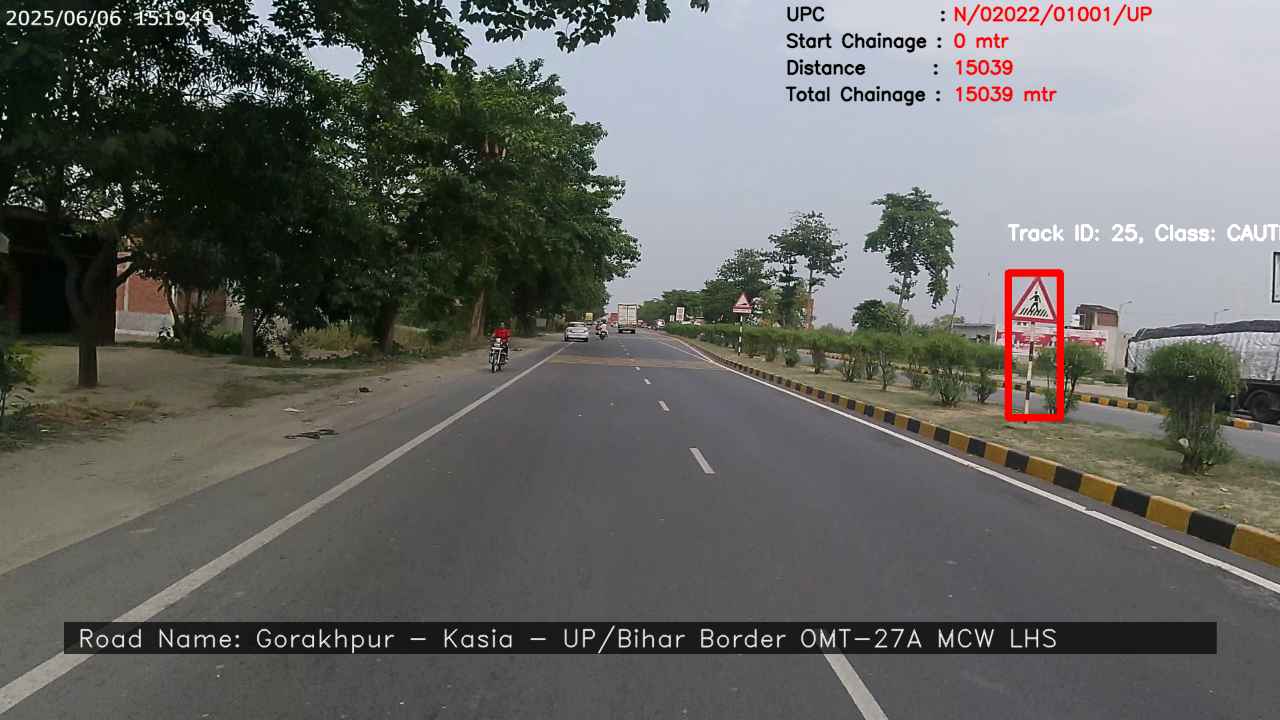 2025/06/06 15:19:49
UPC : N/02022/01001/UP
Start Chainage : 0 mtr
Distance : 15039
Total Chainage : 15039 mtr
Track ID: 25, Class: CAUT
Road Name: Gorakhpur - Kasia - UP/Bihar Border OMT-27A MCW LHS